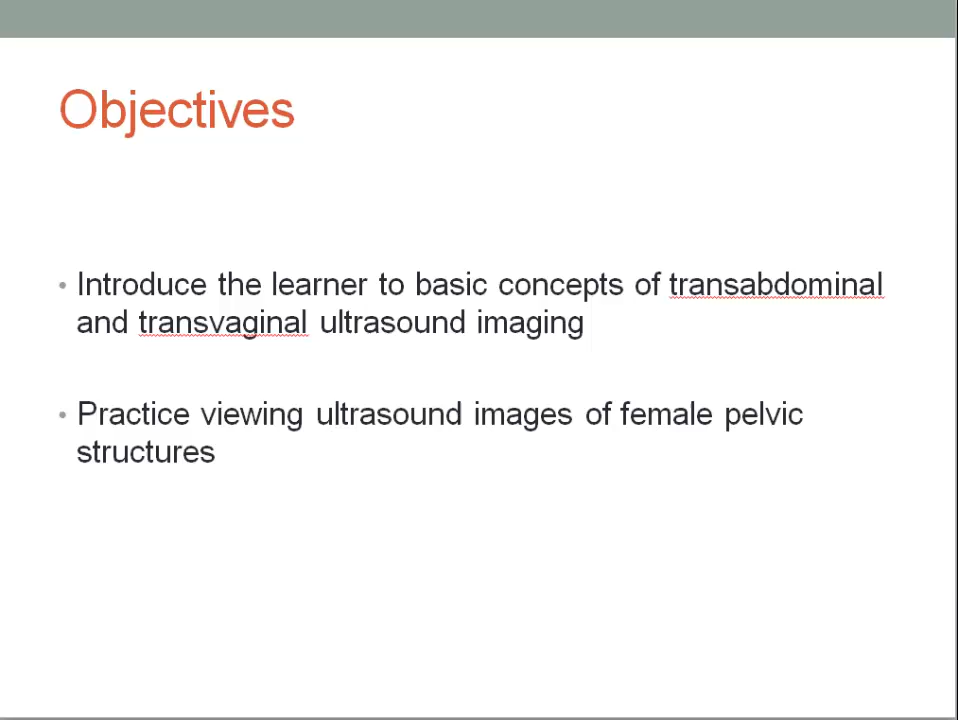 Objectives
• Introduce the learner to basic concepts of transabdominal
and transvaginal ultrasound imaging
• Practice viewing ultrasound images of female pelvic
structures